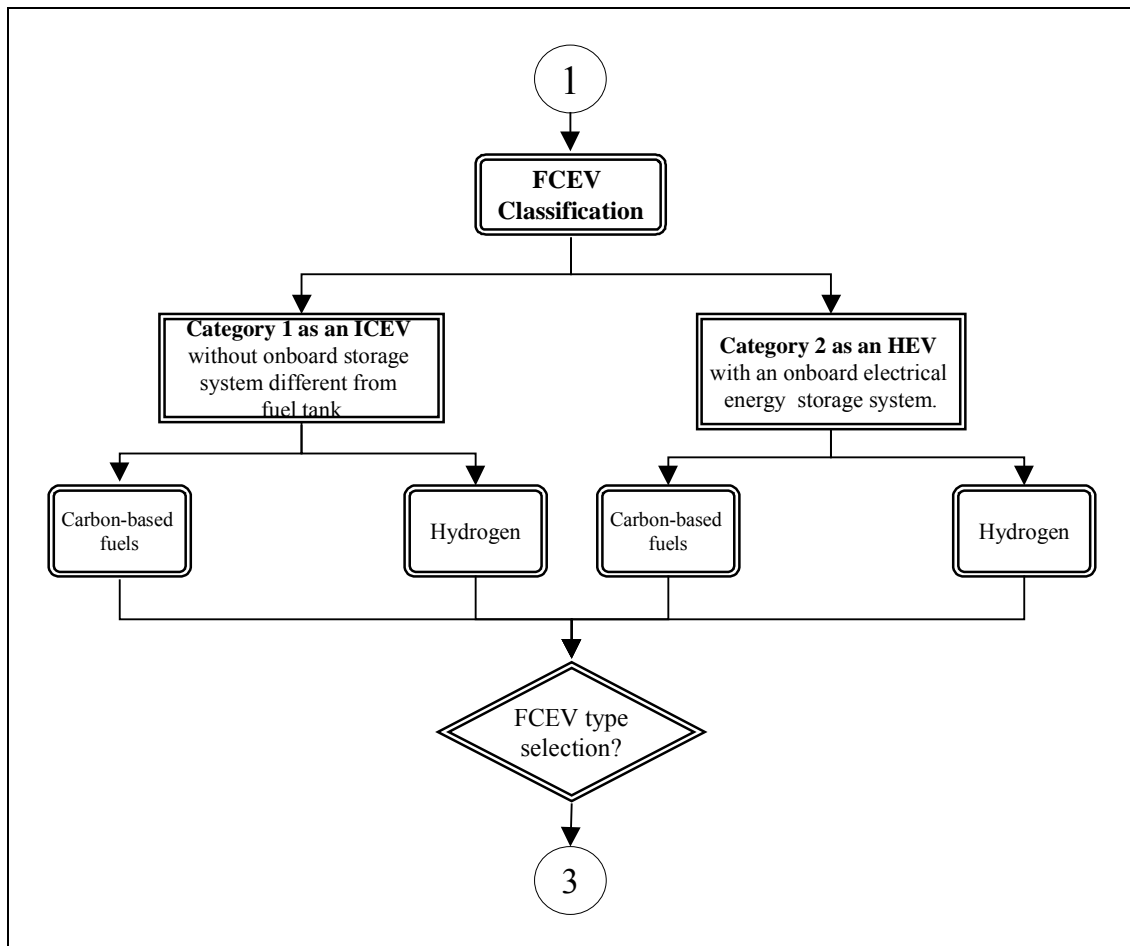 1
FCEV
Classification
Category 1 as an ICEV
without onboard storage
system different from
fuel tank
Category 2 as an HEV
with an onboard electrical
energy storage system.
Carbon-based
fuels
Hydrogen
Carbon-based
fuels
Hydrogen
FCEV type
selection?
3